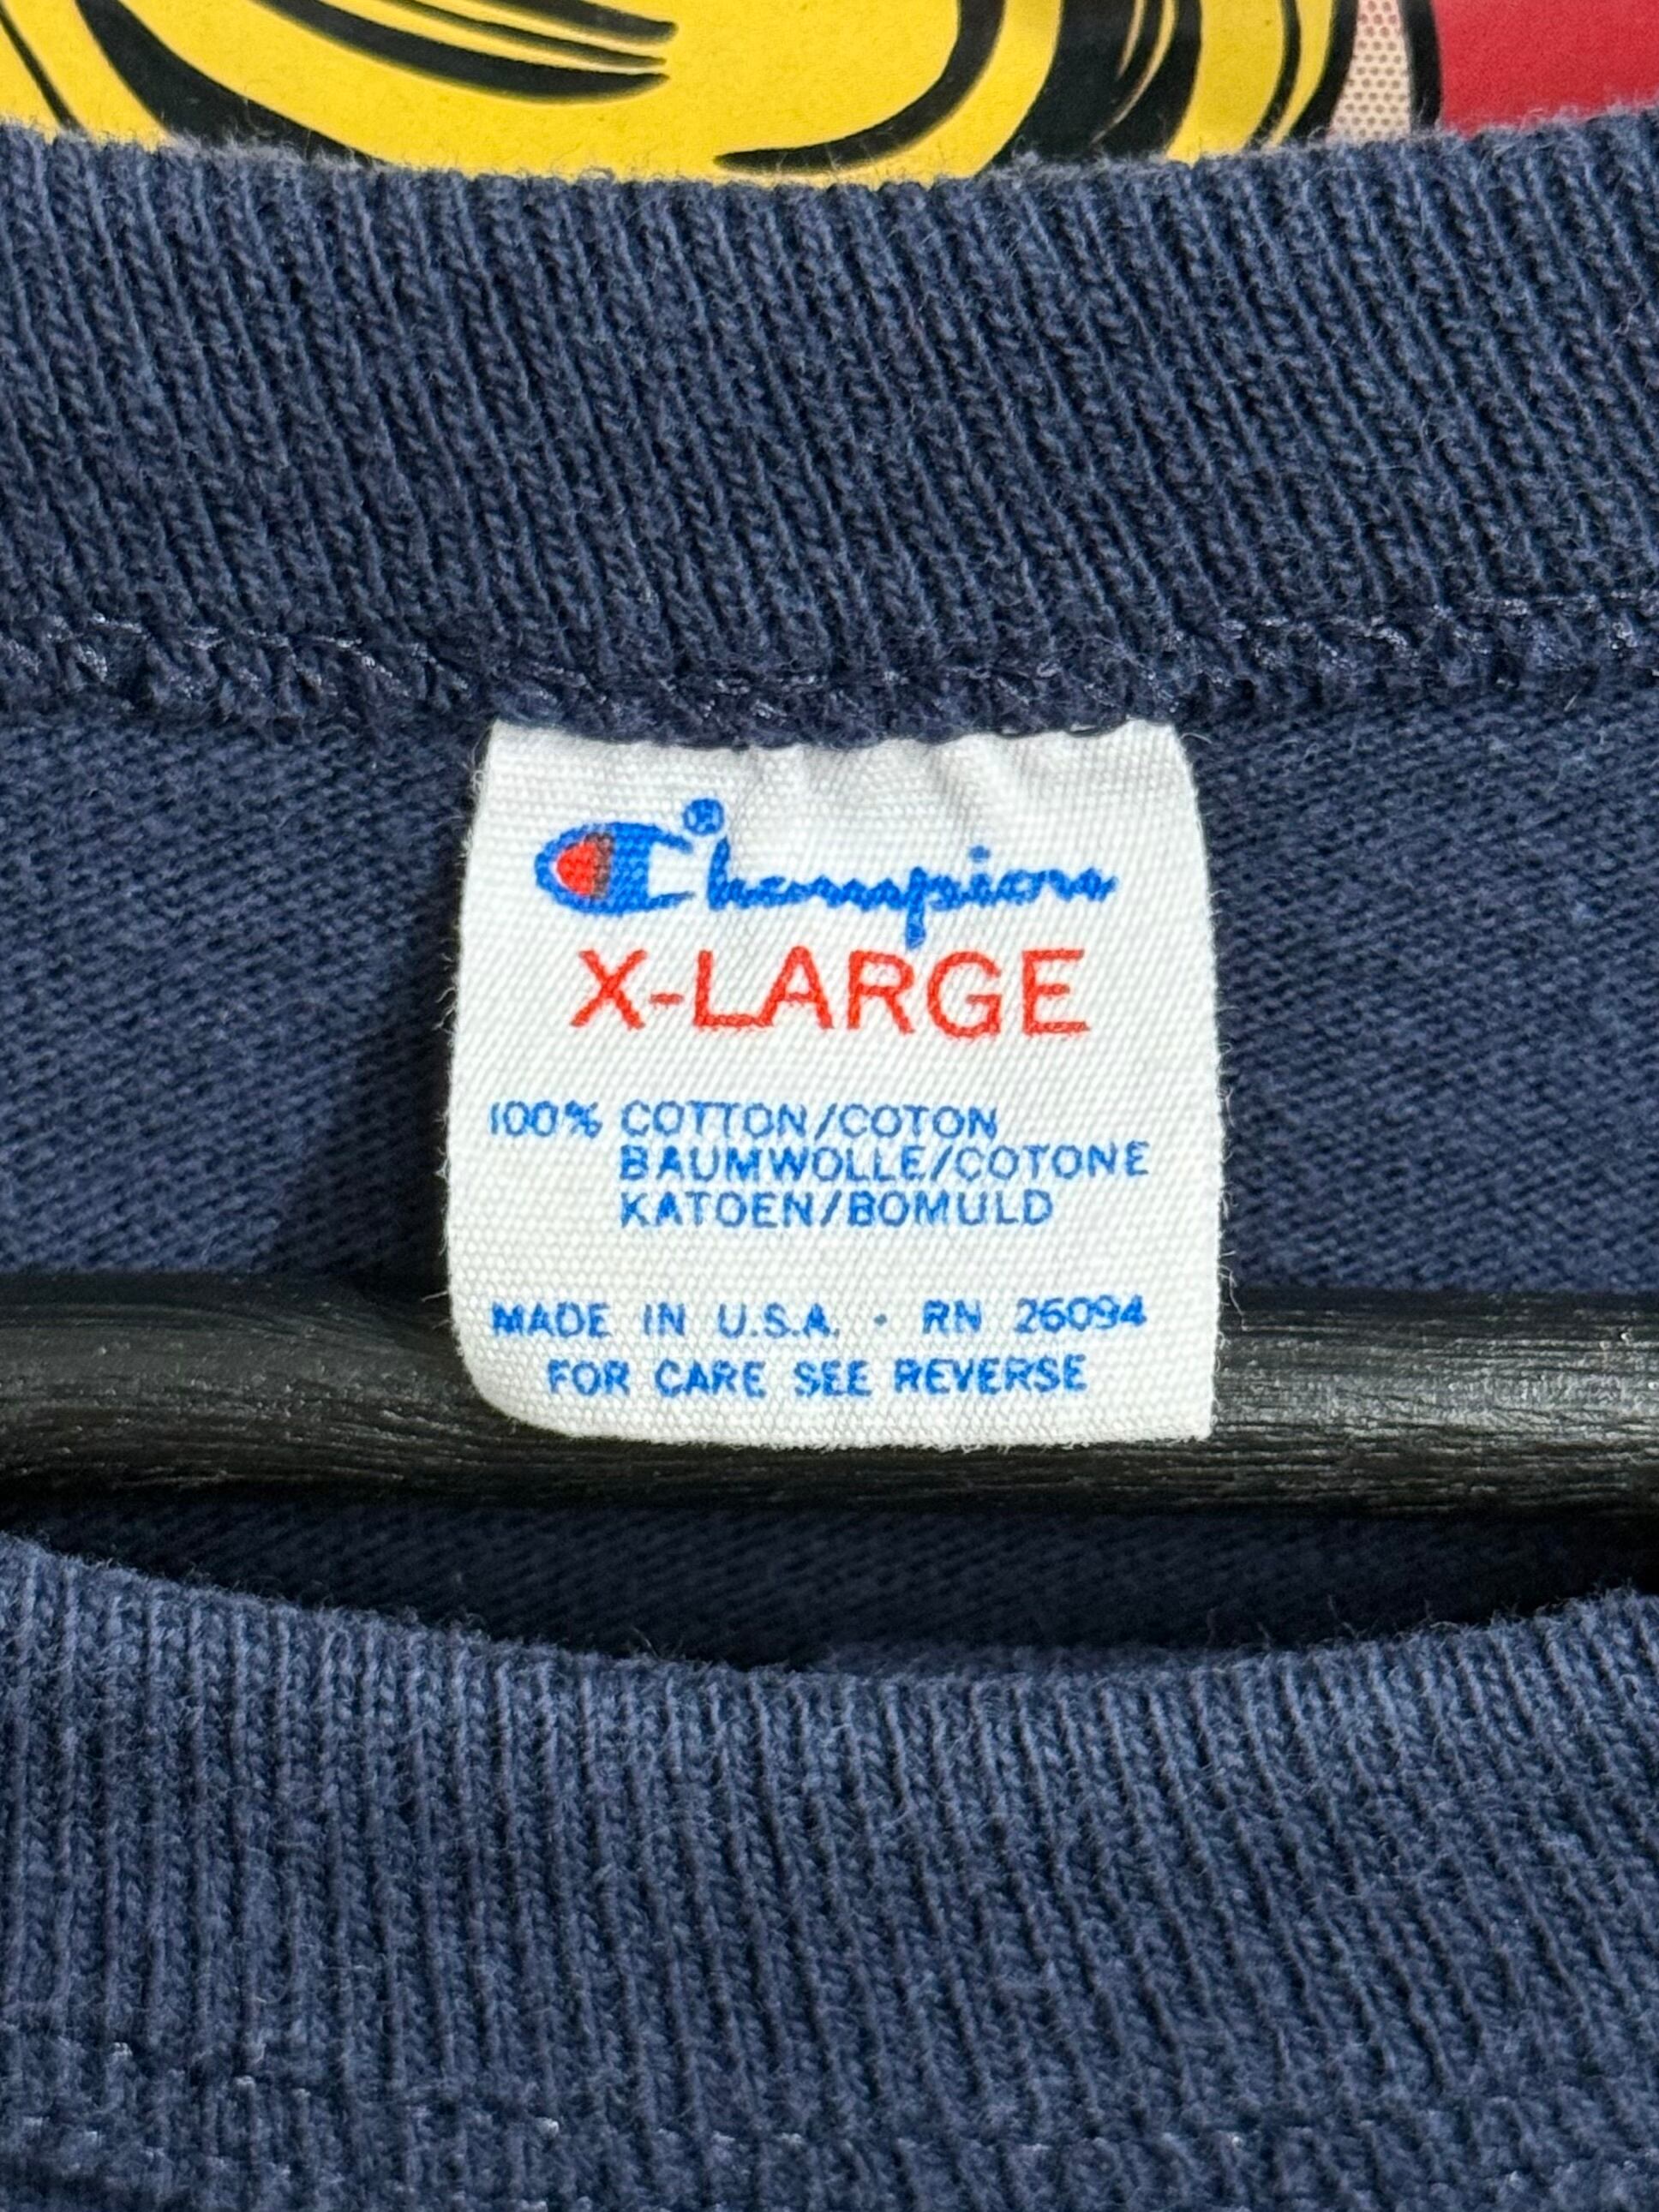 Champion®
X-LARGE
100% COTTON/COTON
BAUMWOLLE/COTONE
KATOEN/BOMULD
MADE IN U.S.A. · RN 26094
FOR CARE SEE REVERSE